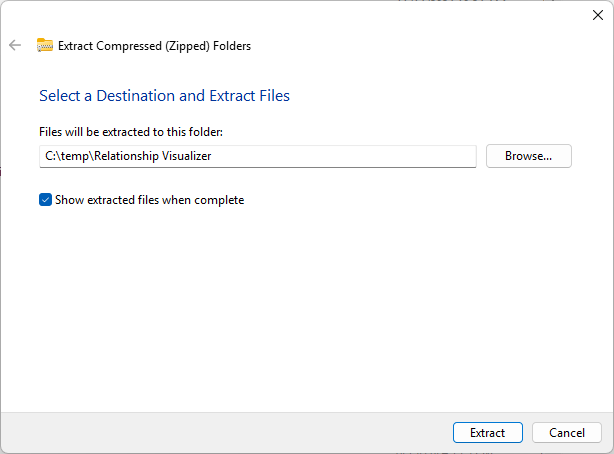 Extract Compressed (Zipped) Folders
Select a Destination and Extract Files
Files will be extracted to this folder:
C:\temp\Relationship Visualizer
Browse...
Show extracted files when complete
Extract
Cancel